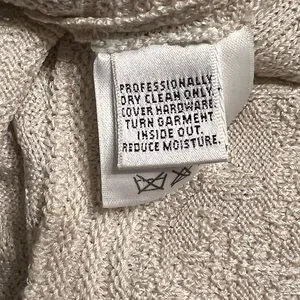 PROFESSIONALLY
DRY CLEAN ONLY.
COVER HARDWARE.
TURN GARMENT
INSIDE OUT.
REDUCE MOISTURE.